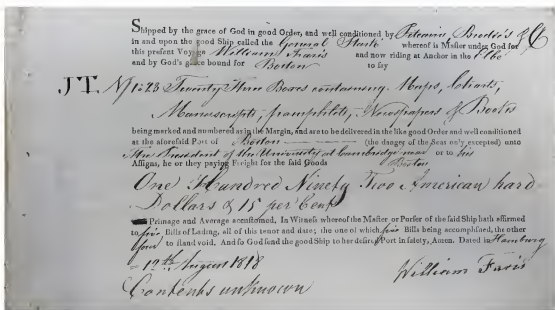 Shipped by the grace of God in good Order, and well conditioned by Peterson Brodie's & C
in and upon the good Ship called the General Stark whereof is Master under God for
this present Voyage William Faris and now riding at Anchor in the Elbe
and by God's grace bound for Boston to say
JT. No 1 a 23 Twenty three Boxes containing Maps, Charts,
Manuscripts, pamphlets, Newspapers & Books
being marked and numbered as in the Margin, and are to be delivered in the like good Order and well conditioned
at the aforesaid Port of Boston (the danger of the Seas only excepted) unto
The President of the University at Cambridge near or to his
Boston
Assigns, he or they paying Freight for the said Goods
One Hundred Ninety Two American hard
Dollars & 15 per Cent
Primage and Average accustomed. In Witness whereof the Master or Purser of the said Ship hath affirmed
to five Bills of Lading, all of this tenor and date; the one of which five Bills being accomplished, the other
four to stand void. And so God send the good Ship to her desired Port in safety, Amen. Dated in Hamburg
12th August 1818
William Faris
Contents unknown